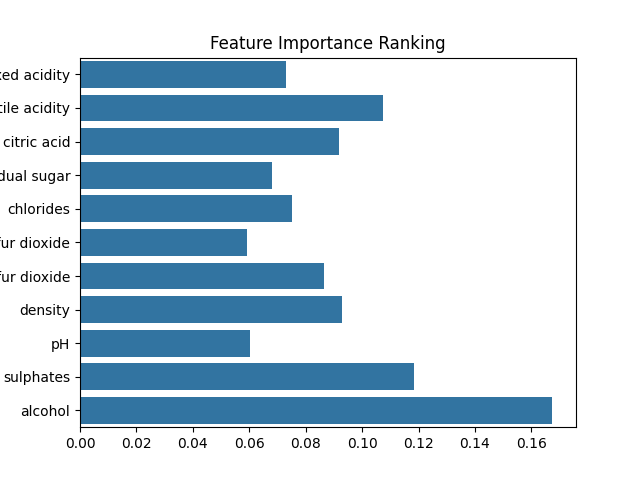 Feature Importance Ranking
xed acidity
tile acidity
citric acid
dual sugar
chlorides
fur dioxide
fur dioxide
density
pH
sulphates
alcohol
0.00 0.02 0.04 0.06 0.08 0.10 0.12 0.14 0.16